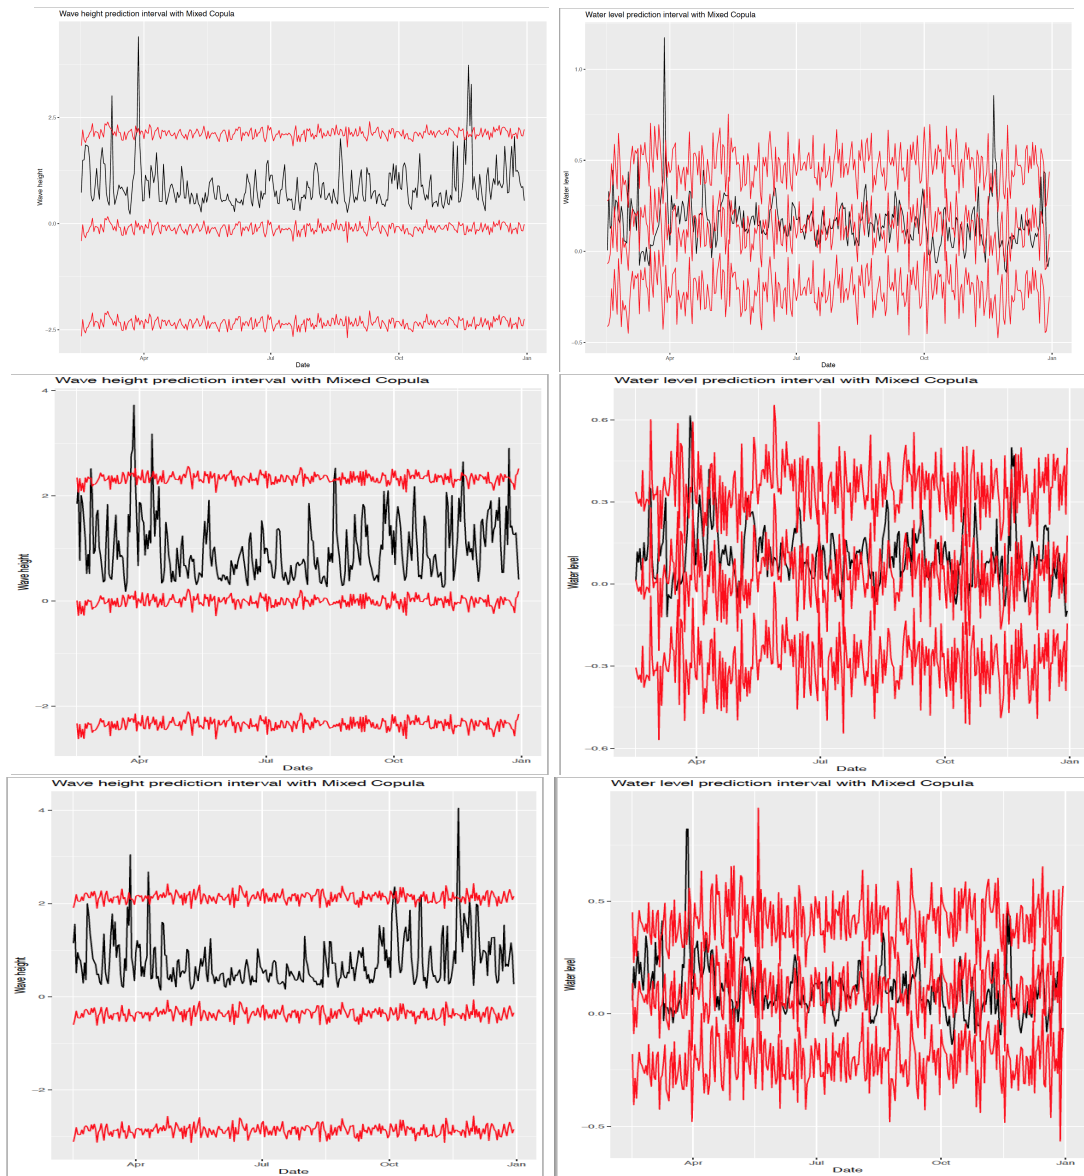 Wave height prediction interval with Mixed Copula
2.5-
0.0-
-2.5-
Wave height
Apr
Jul
Oct
Jan
Date
Water level prediction interval with Mixed Copula
1.0-
0.5-
0.0-
-0.5-
Water level
Apr
Jul
Oct
Jan
Date
Wave height prediction interval with Mixed Copula
4
2
0
-2
Wave height
Apr
Jul
Oct
Jan
Date
Water level prediction interval with Mixed Copula
0.6
0.3
0.0
-0.3
-0.6
Water level
Apr
Jul
Oct
Jan
Date
Wave height prediction interval with Mixed Copula
4
2
0
-2
Wave height
Apr
Jul
Oct
Jan
Date
Water level prediction interval with Mixed Copula
0.5
0.0
-0.5
Water level
Apr
Jul
Oct
Jan
Date